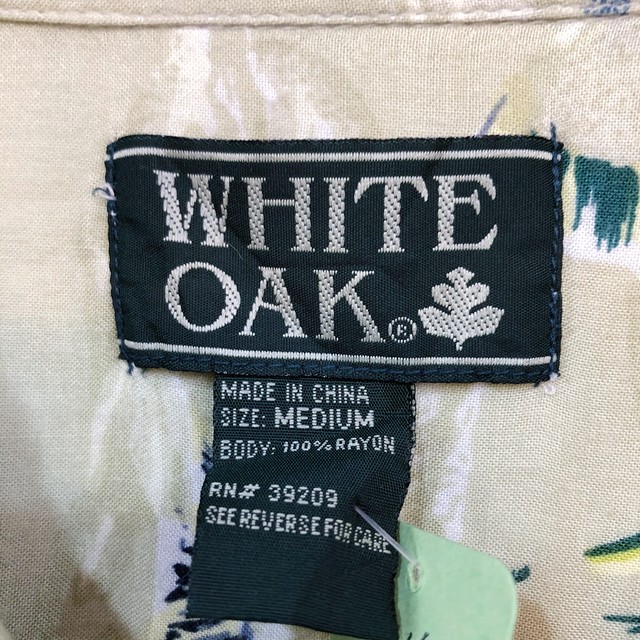 WHITE
OAK®
MADE IN CHINA
SIZE: MEDIUM
BODY: 100% RAYON
RN# 39209
SEE REVERSE FOR CARE